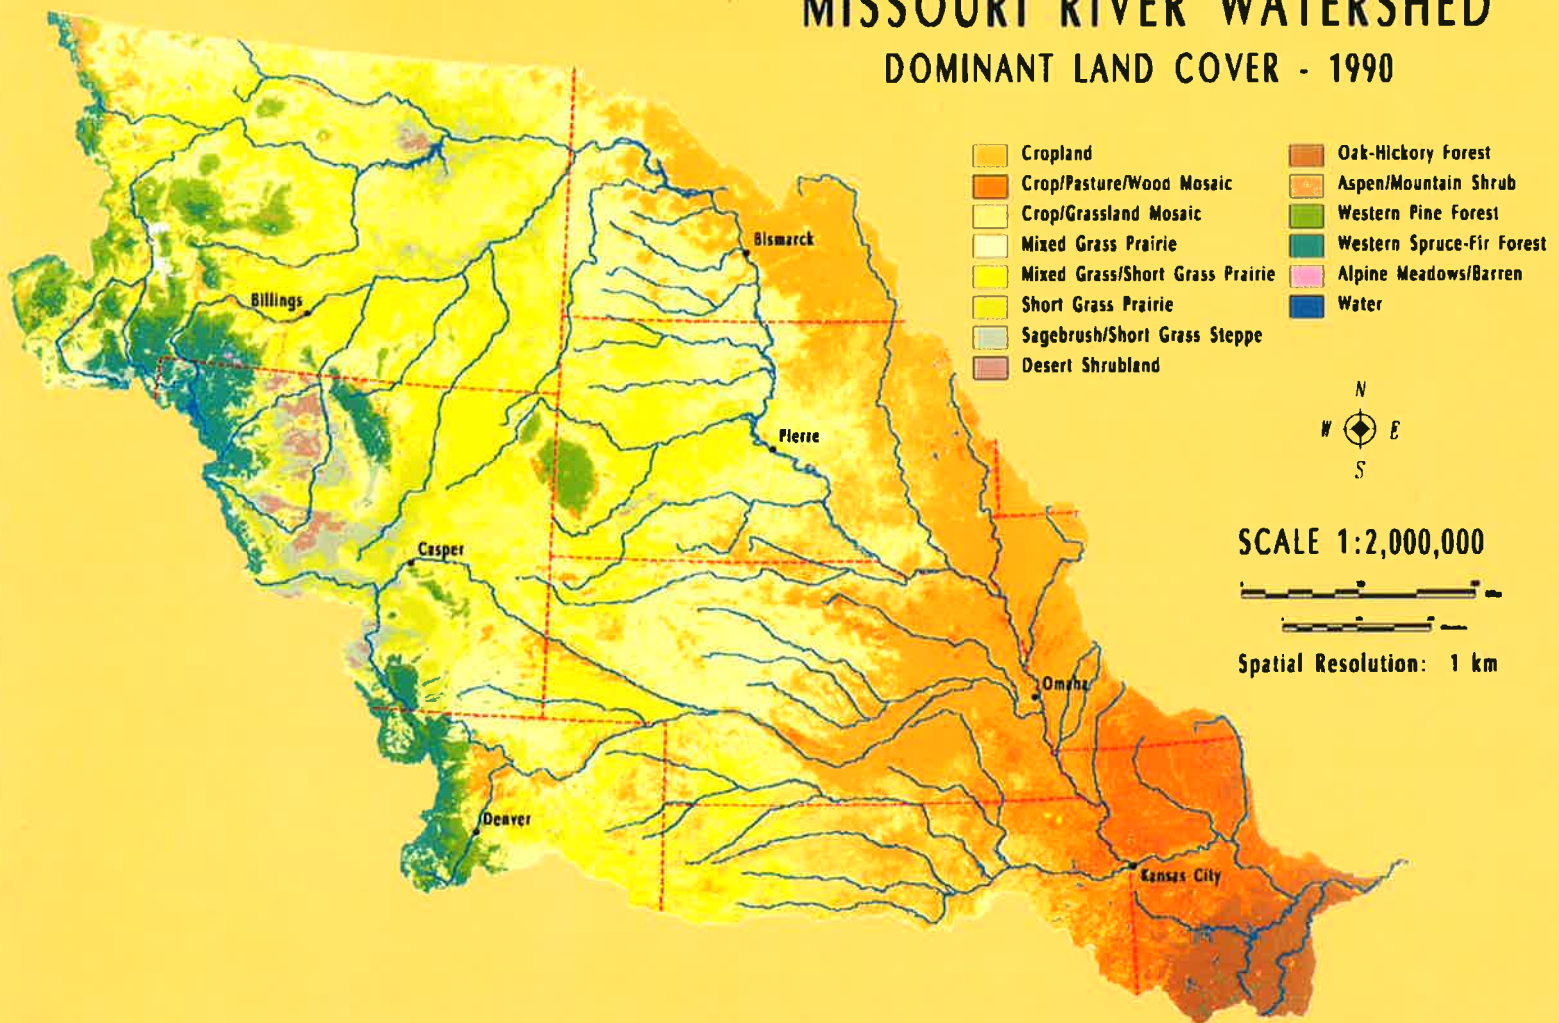 MISSOURI RIVER WATERSHED
DOMINANT LAND COVER - 1990
Cropland
Crop/Pasture/Wood Mosaic
Crop/Grassland Mosaic
Mixed Grass Prairie
Mixed Grass/Short Grass Prairie
Short Grass Prairie
Sagebrush/Short Grass Steppe
Desert Shrubland
Oak-Hickory Forest
Aspen/Mountain Shrub
Western Pine Forest
Western Spruce-Fir Forest
Alpine Meadows/Barren
Water
N
W E
S
SCALE 1:2,000,000
Spatial Resolution: 1 km
Bismarck
Billings
Pierre
Casper
Omaha
Denver
Kansas City